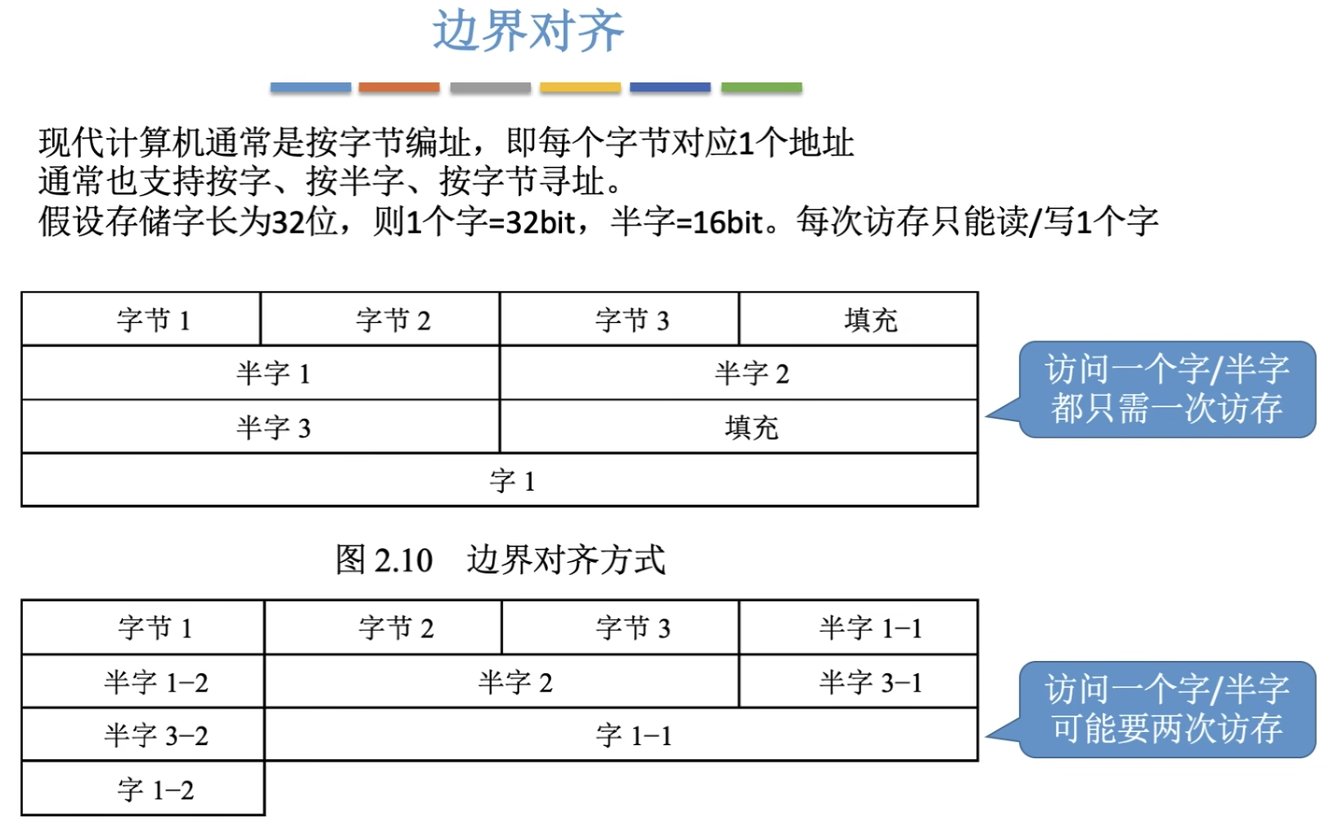 边界对齐
现代计算机通常是按字节编址，即每个字节对应1个地址
通常也支持按字、按半字、按字节寻址。
假设存储字长为32位，则1个字=32bit，半字=16bit。每次访存只能读/写1个字
字节 1 字节 2 字节 3 填充
半字 1 半字 2
半字 3 填充
字 1
访问一个字/半字
都只需一次访存
图 2.10 边界对齐方式
字节 1 字节 2 字节 3 半字 1-1
半字 1-2 半字 2 半字 3-1
半字 3-2 字 1-1
字 1-2
访问一个字/半字
可能要两次访存